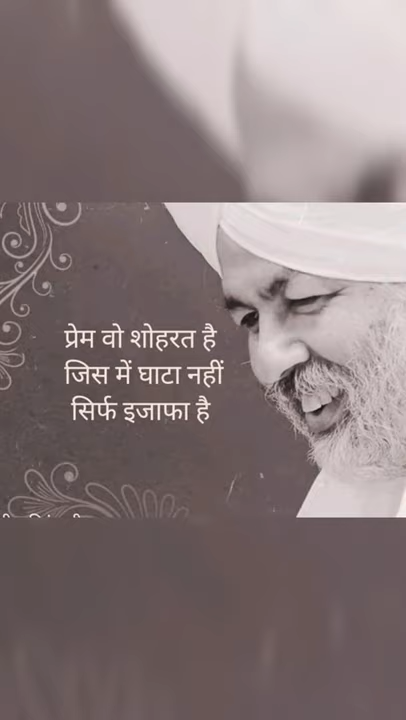 प्रेम वो शोहरत है
जिस में घाटा नहीं
सिर्फ इजाफा है